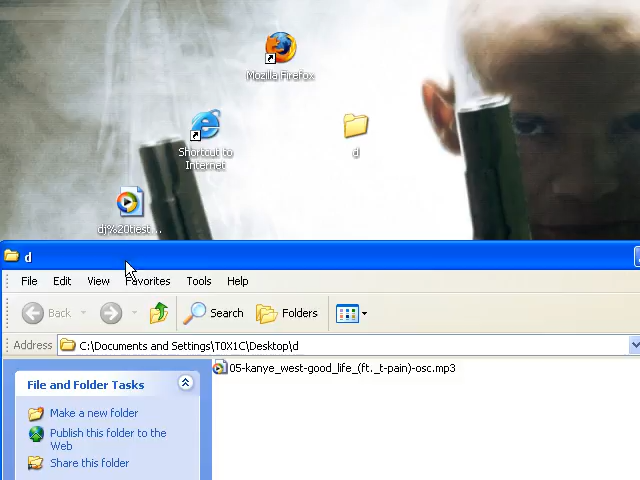 Mozilla Firefox
Shortcut to
Internet
d
dj%20tiest...
d
File Edit View Favorites Tools Help
Back Search Folders
Address C:\Documents and Settings\T0X1C\Desktop\d
File and Folder Tasks
05-kanye_west-good_life_(ft._t-pain)-osc.mp3
Make a new folder
Publish this folder to the
Web
Share this folder